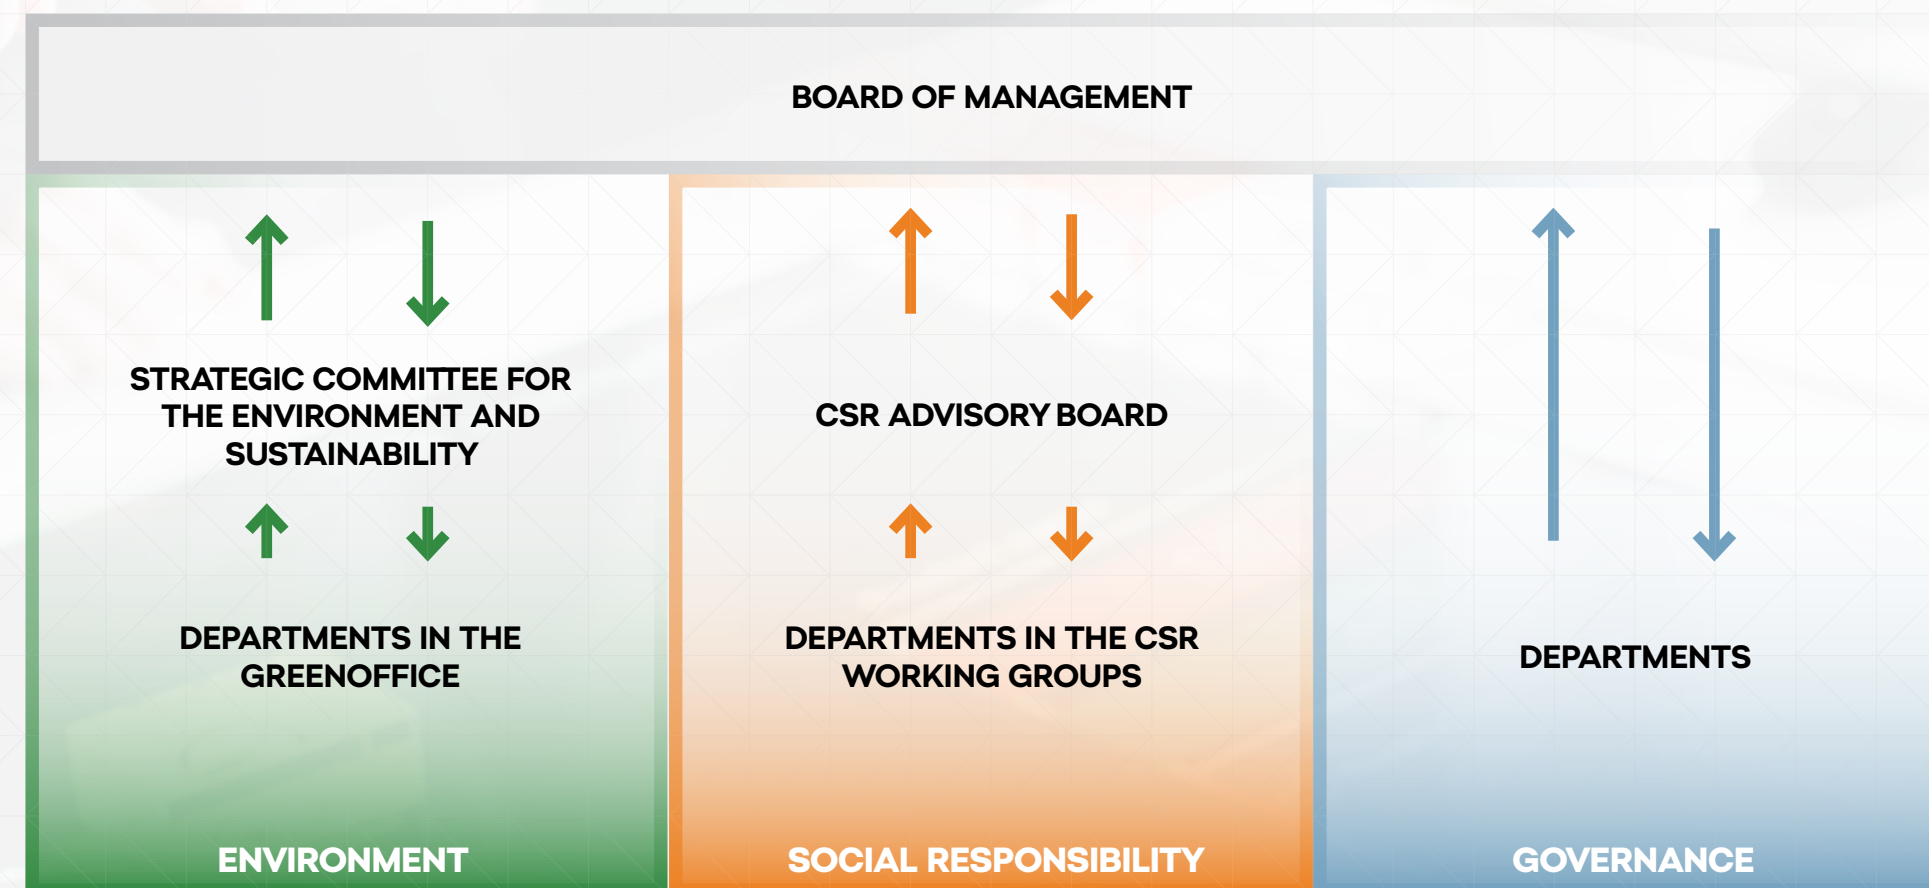 BOARD OF MANAGEMENT
STRATEGIC COMMITTEE FOR
THE ENVIRONMENT AND
SUSTAINABILITY
CSR ADVISORY BOARD
DEPARTMENTS IN THE
GREENOFFICE
DEPARTMENTS IN THE CSR
WORKING GROUPS
DEPARTMENTS
ENVIRONMENT
SOCIAL RESPONSIBILITY
GOVERNANCE